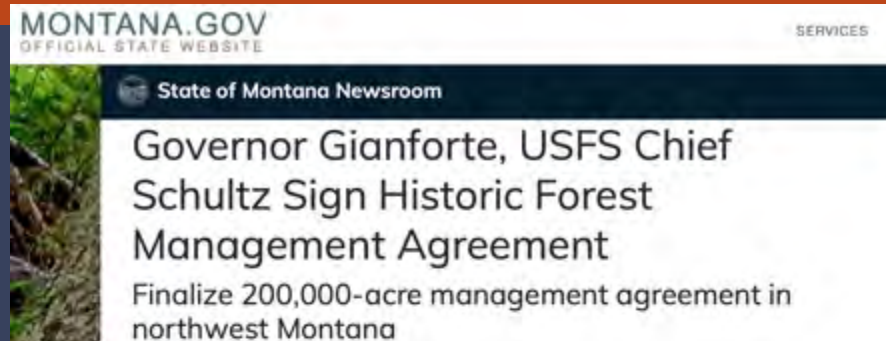 MONTANA.GOV
SERVICES
OFFICIAL STATE WEBSITE
State of Montana Newsroom
Governor Gianforte, USFS Chief
Schultz Sign Historic Forest
Management Agreement
Finalize 200,000-acre management agreement in
northwest Montana